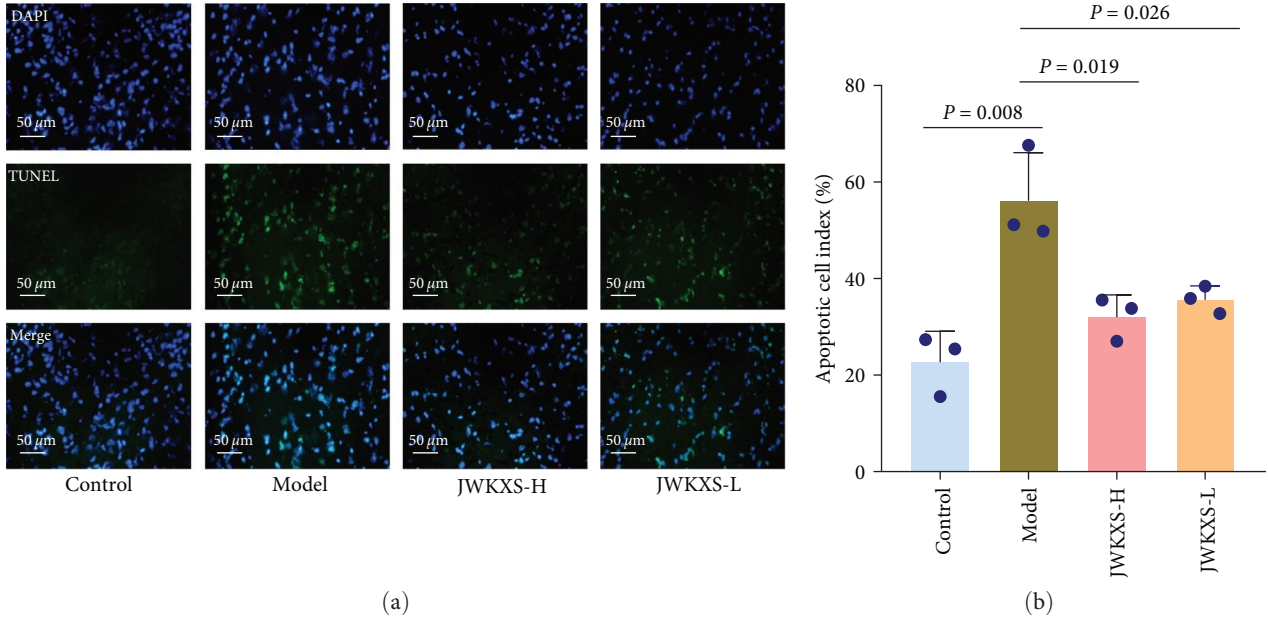 DAPI
50 μm 50 μm 50 μm 50 μm
TUNEL
50 μm 50 μm 50 μm 50 μm
Merge
50 μm 50 μm 50 μm 50 μm
Control Model JWKXS-H JWKXS-L
(a)
P = 0.026
P = 0.019
P = 0.008
Apoptotic cell index (%)
80
60
40
20
0
Control
Model
JWKXS-H
JWKXS-L
(b)